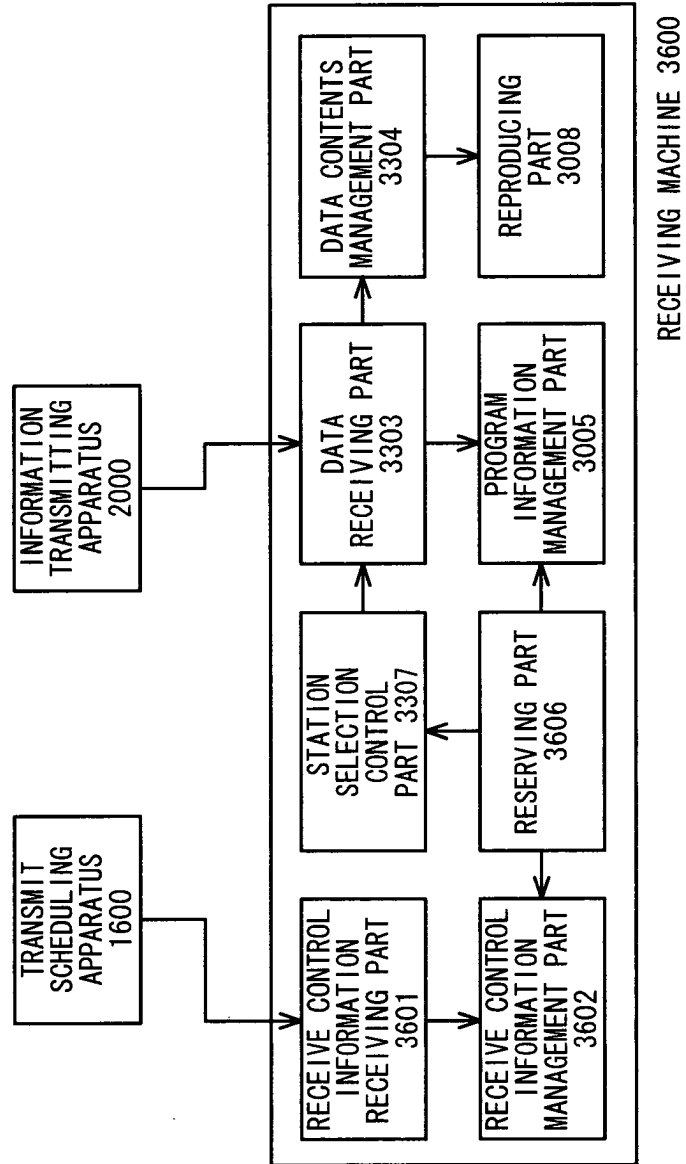 TRANSMIT
SCHEDULING
APPARATUS
1600
INFORMATION
TRANSMITTING
APPARATUS
2000
RECEIVE CONTROL
INFORMATION
RECEIVING PART
3601
STATION
SELECTION
CONTROL
PART 3307
DATA
RECEIVING PART
3303
DATA CONTENTS
MANAGEMENT PART
3304
RECEIVE CONTROL
INFORMATION
MANAGEMENT PART
3602
RESERVING PART
3606
PROGRAM
INFORMATION
MANAGEMENT PART
3005
REPRODUCING
PART
3008
RECEIVING MACHINE 3600